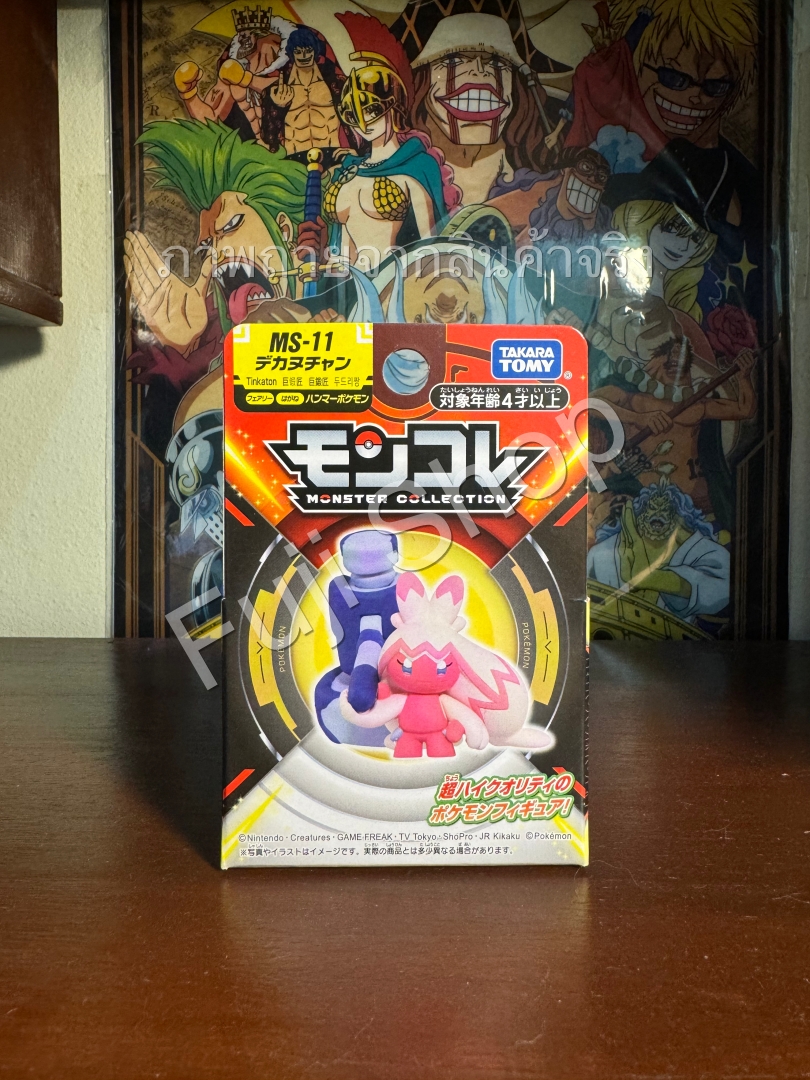 ภาพถ่ายจากสินค้าจริง
MS-11
デカヌチャン
Tinkaton 巨鍛匠 巨锻匠 두드리짱
フェアリー はがね ハンマーポケモン
TAKARA
TOMY
たいしょうねんれい さい いじょう
対象年齢4才以上
モンコレ
MONSTER COLLECTION
Fuji Shop
POKÉMON
POKÉMON
ちょう
超ハイクオリティの
ポケモンフィギュア!
©Nintendo・Creatures・GAME FREAK・TV Tokyo・ShoPro・JR Kikaku ©Pokémon
※写真やイラストはイメージです。実際の商品とは多少異なる場合があります。